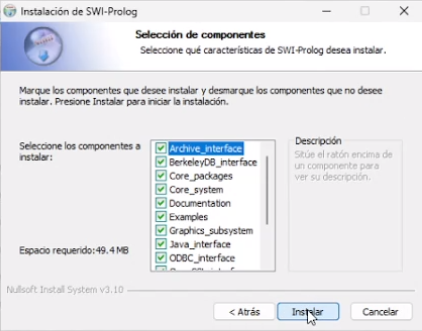 Instalación de SWI-Prolog
Selección de componentes
Seleccione qué características de SWI-Prolog desea instalar.
Marque los componentes que desee instalar y desmarque los componentes que no desee
instalar. Presione Instalar para iniciar la instalación.
Seleccione los componentes a
instalar:
Archive_interface
BerkeleyDB_interface
Core_packages
Core_system
Documentation
Examples
Graphics_subsystem
Java_interface
ODBC_interface
Descripción
Sitúe el ratón encima de
un componente para
ver su descripción.
Espacio requerido: 49.4 MB
Nullsoft Install System v3.10
< Atrás
Instalar
Cancelar